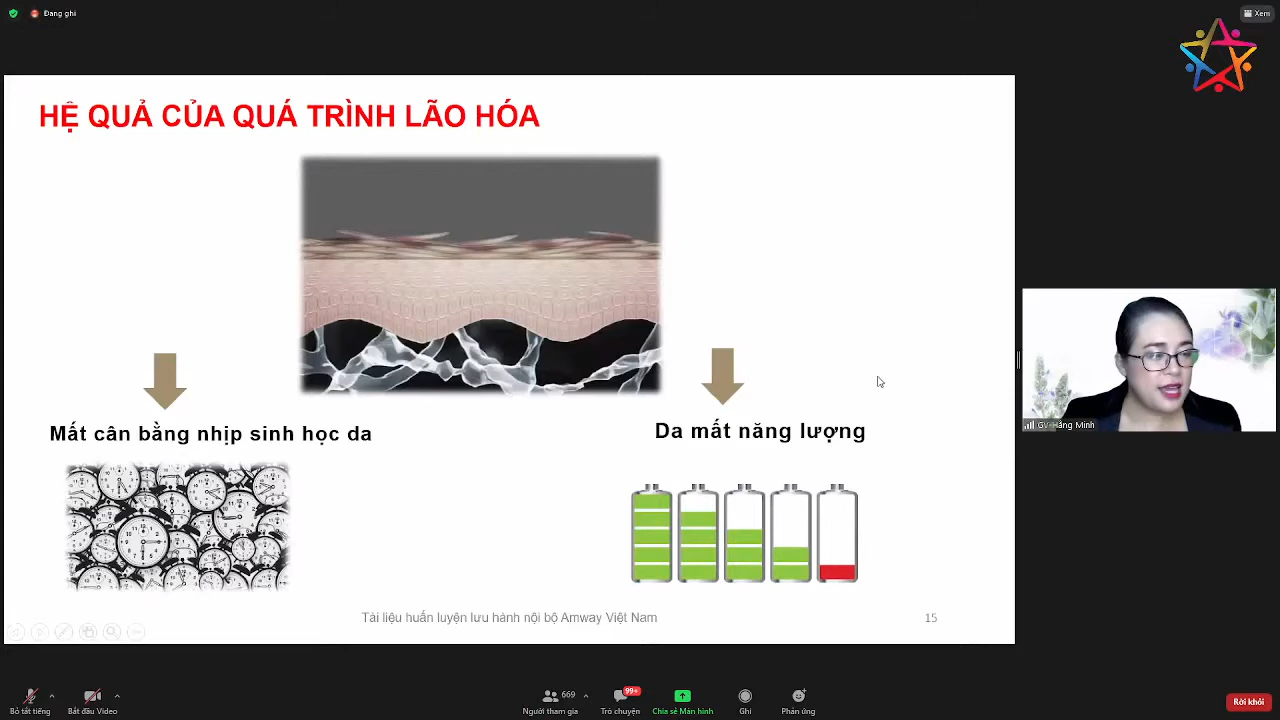 Đang ghi
Xem
HỆ QUẢ CỦA QUÁ TRÌNH LÃO HÓA
Mất cân bằng nhịp sinh học da
Da mất năng lượng
GV-Hằng Minh
Tài liệu huấn luyện lưu hành nội bộ Amway Việt Nam
15
669
99+
Bỏ tắt tiếng
Bắt đầu Video
Người tham gia
Trò chuyện
Chia sẻ Màn hình
Ghi
Phản ứng
Rời khỏi